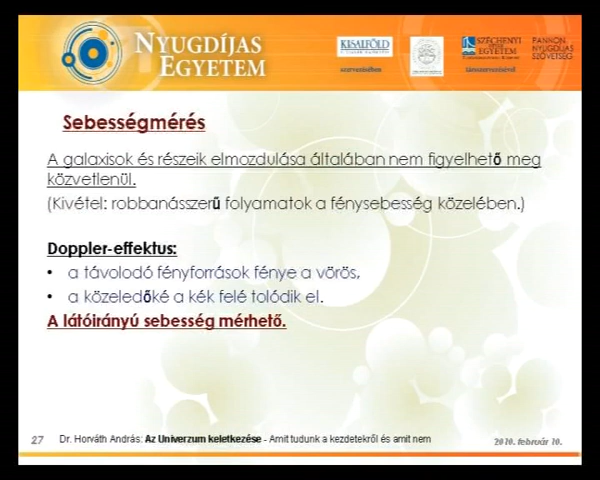 NYUGDÍJAS
EGYETEM
KISALFÖLD
szervezésében
SZÉCHENYI
EGYETEM
társszervezésével
PANNON
NYUGDÍJAS
SZÖVETSÉG
Sebességmérés
A galaxisok és részeik elmozdulása általában nem figyelhető meg
közvetlenül.
(Kivétel: robbanásszerű folyamatok a fénysebesség közelében.)
Doppler-effektus:
• a távolodó fényforrások fénye a vörös,
• a közeledőké a kék felé tolódik el.
A látóirányú sebesség mérhető.
27 Dr. Horváth András: Az Univerzum keletkezése - Amit tudunk a kezdetekről és amit nem 2010. február 10.